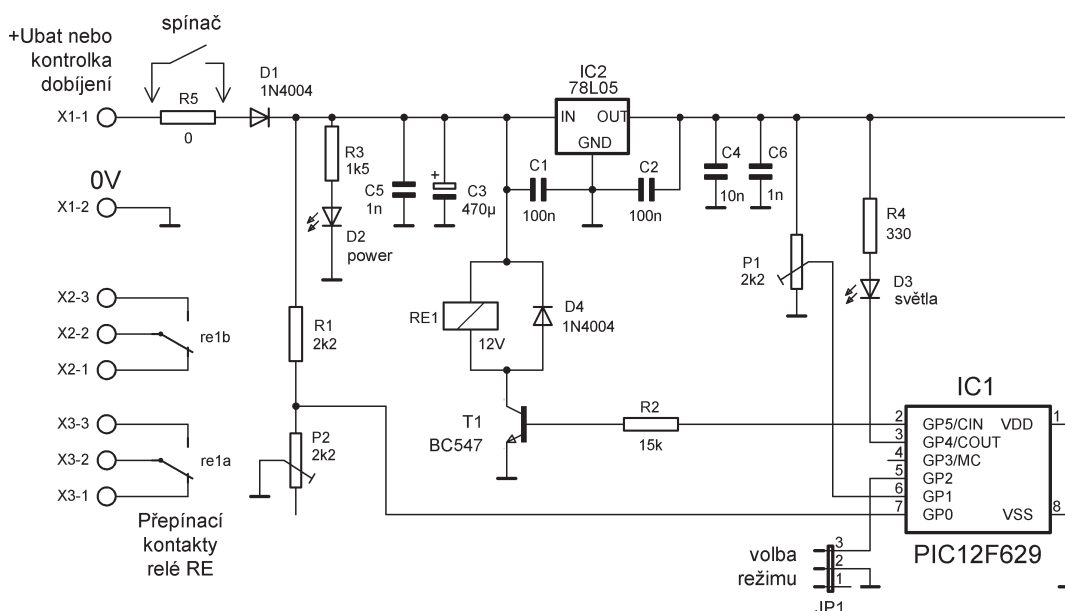 +Ubat nebo
kontrolka
dobíjení
spínač
X1-1
R5
0
D1
1N4004
0V
X1-2
R3
1k5
D2
power
C5
1n
+
C3
470µ
IC2
78L05
IN OUT
GND
C1
100n
C2
100n
C4
10n
C6
1n
P1
2k2
R4
330
D3
světla
X2-3
X2-2
X2-1
re1b
R1
2k2
RE1
12V
D4
1N4004
X3-3
X3-2
X3-1
re1a
P2
2k2
T1
BC547
R2
15k
Přepínací
kontakty
relé RE
IC1
2 GP5/CIN VDD 1
3 GP4/COUT
4 GP3/MC
5 GP2
6 GP1
7 GP0 VSS 8
PIC12F629
volba
režimu
3
2
1
JP1